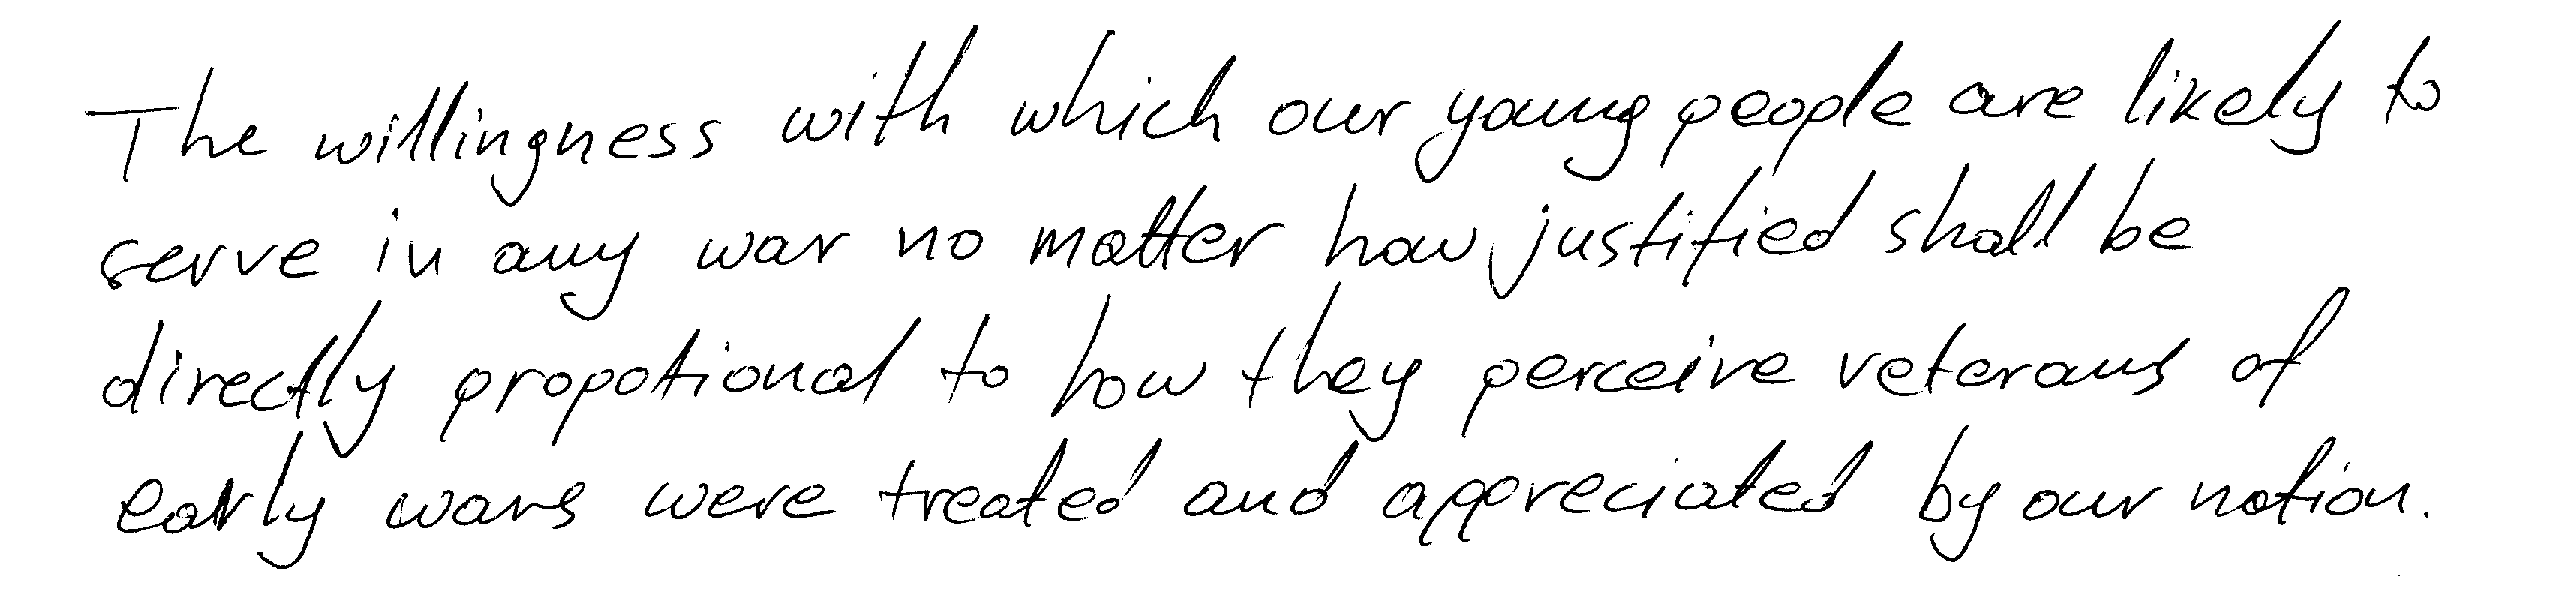 The willingness with which our young people are likely to
serve in any war no matter how justified shall be
directly propotional to how they perceive veterans of
early wars were treated and appreciated by our nation.